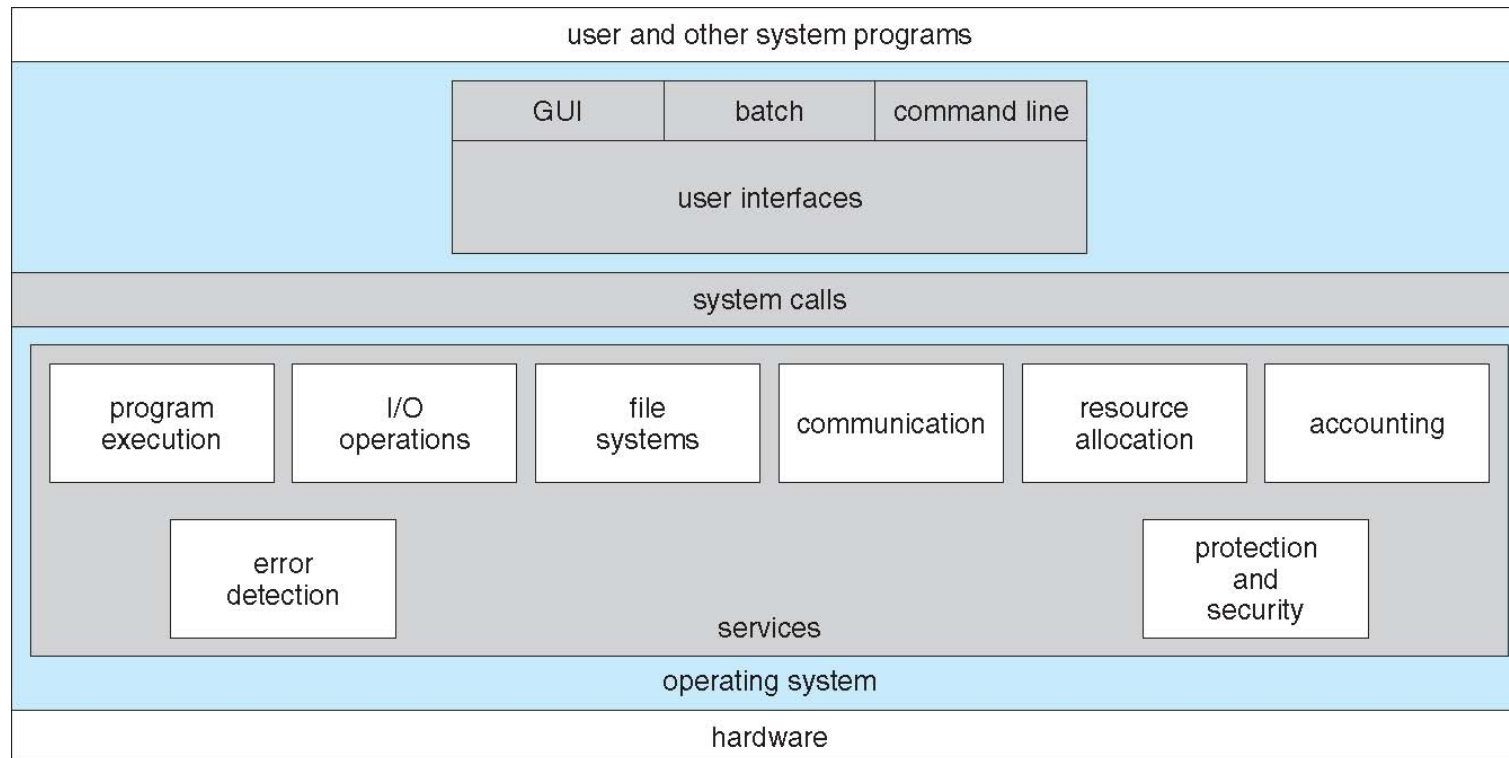 user and other system programs
GUI
batch
command line
user interfaces
system calls
program
execution
I/O
operations
file
systems
communication
resource
allocation
accounting
error
detection
protection
and
security
services
operating system
hardware